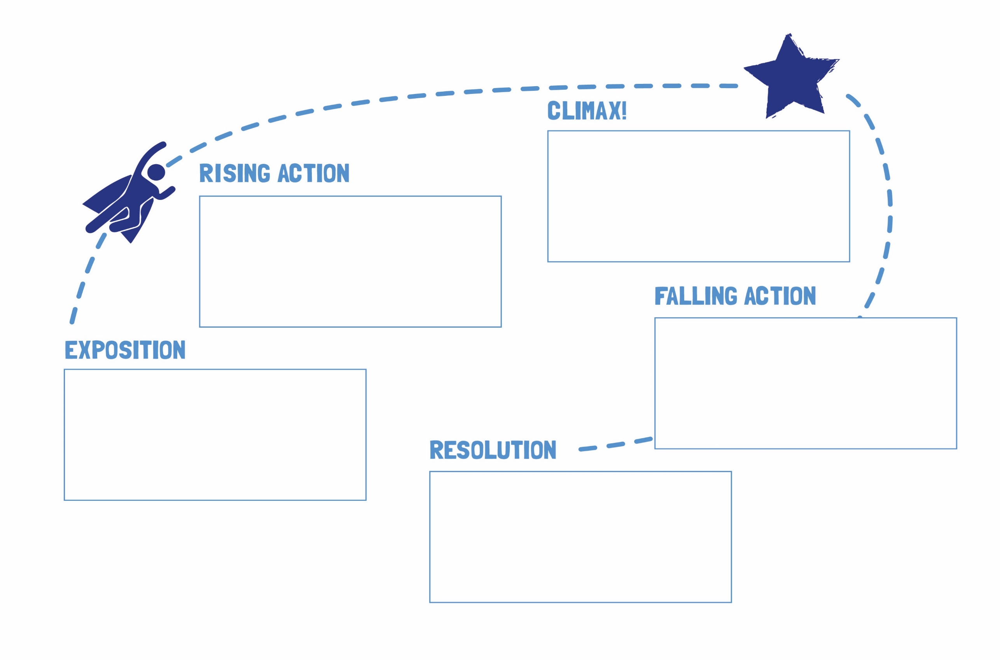 EXPOSITION
RISING ACTION
CLIMAX!
FALLING ACTION
RESOLUTION